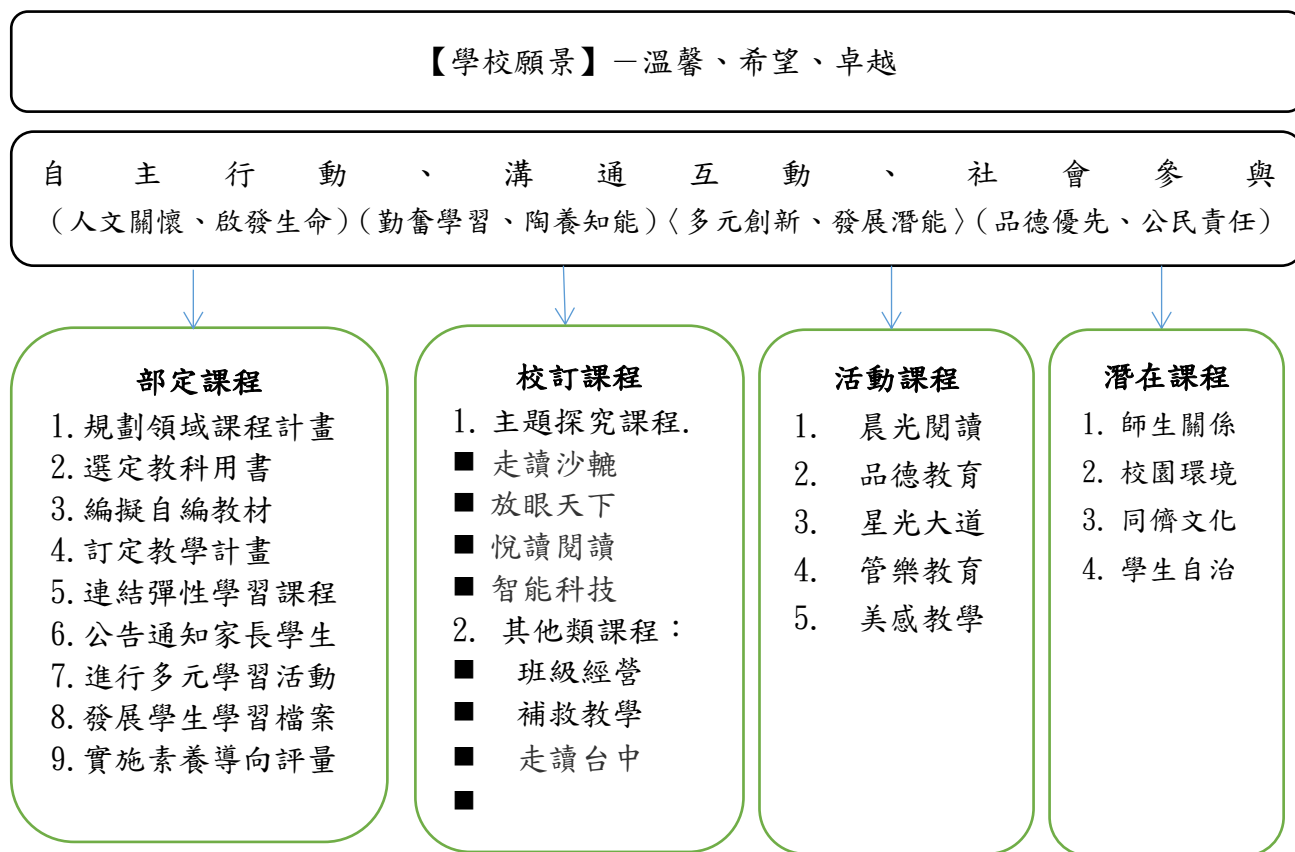 【學校願景】－溫馨、希望、卓越
自主行動、溝通互動、社會參與
(人文關懷、啟發生命)(勤奮學習、陶養知能)〈多元創新、發展潛能〉(品德優先、公民責任)
部定課程
1.規劃領域課程計畫
2.選定教科用書
3.編擬自編教材
4.訂定教學計畫
5.連結彈性學習課程
6.公告通知家長學生
7.進行多元學習活動
8.發展學生學習檔案
9.實施素養導向評量
校訂課程
1. 主題探究課程.
■ 走讀沙轆
■ 放眼天下
■ 悅讀閱讀
■ 智能科技
2. 其他類課程：
■ 班級經營
■ 補救教學
■ 走讀台中
■
活動課程
1. 晨光閱讀
2. 品德教育
3. 星光大道
4. 管樂教育
5. 美感教學
潛在課程
1. 師生關係
2. 校園環境
3. 同儕文化
4. 學生自治